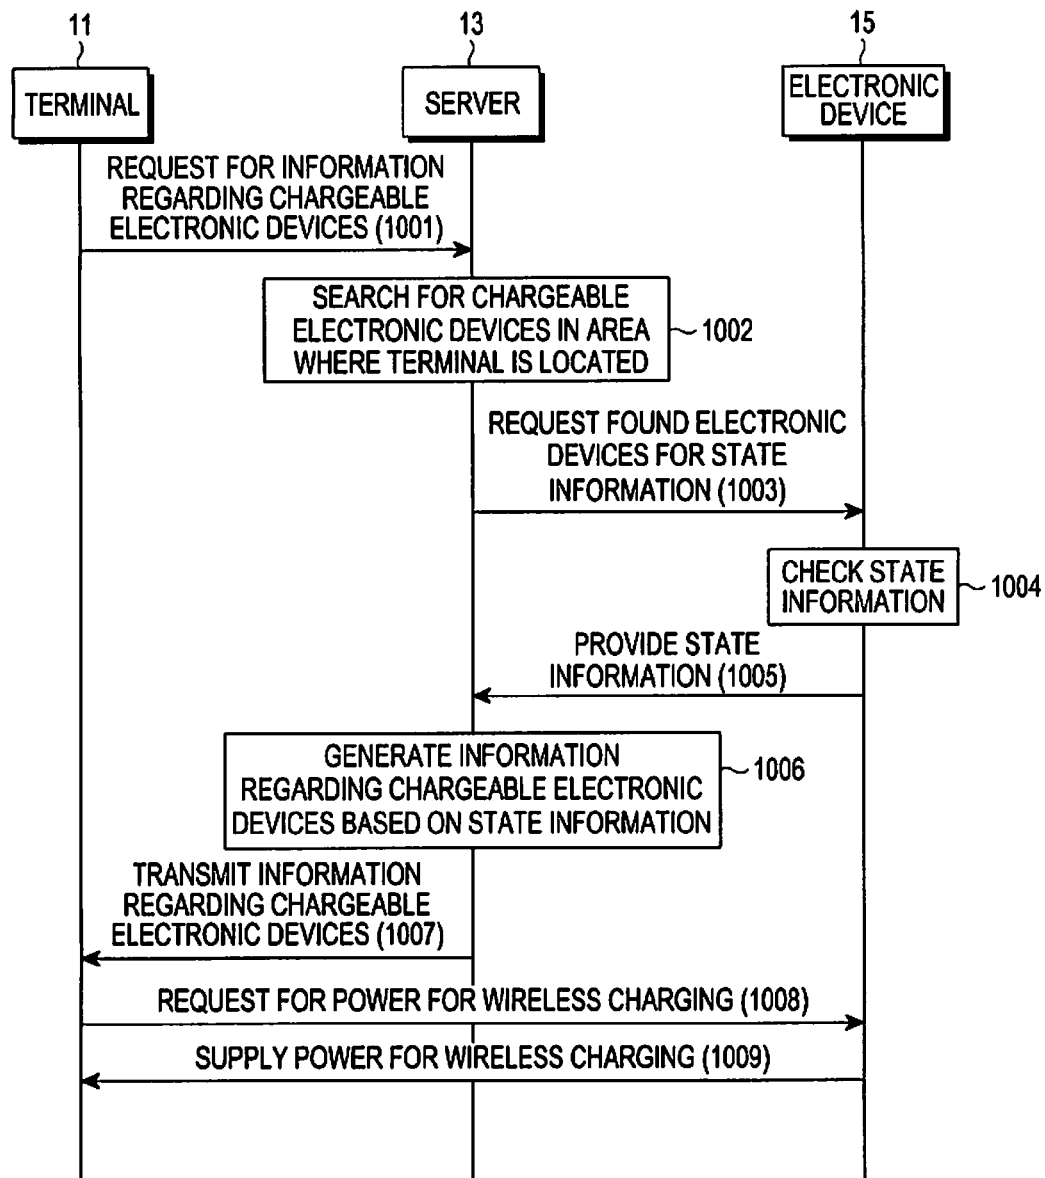 11
13
15
TERMINAL
SERVER
ELECTRONIC
DEVICE
REQUEST FOR INFORMATION
REGARDING CHARGEABLE
ELECTRONIC DEVICES (1001)
SEARCH FOR CHARGEABLE
ELECTRONIC DEVICES IN AREA
WHERE TERMINAL IS LOCATED
1002
REQUEST FOUND ELECTRONIC
DEVICES FOR STATE
INFORMATION (1003)
CHECK STATE
INFORMATION
1004
PROVIDE STATE
INFORMATION (1005)
GENERATE INFORMATION
REGARDING CHARGEABLE ELECTRONIC
DEVICES BASED ON STATE INFORMATION
1006
TRANSMIT INFORMATION
REGARDING CHARGEABLE
ELECTRONIC DEVICES (1007)
REQUEST FOR POWER FOR WIRELESS CHARGING (1008)
SUPPLY POWER FOR WIRELESS CHARGING (1009)